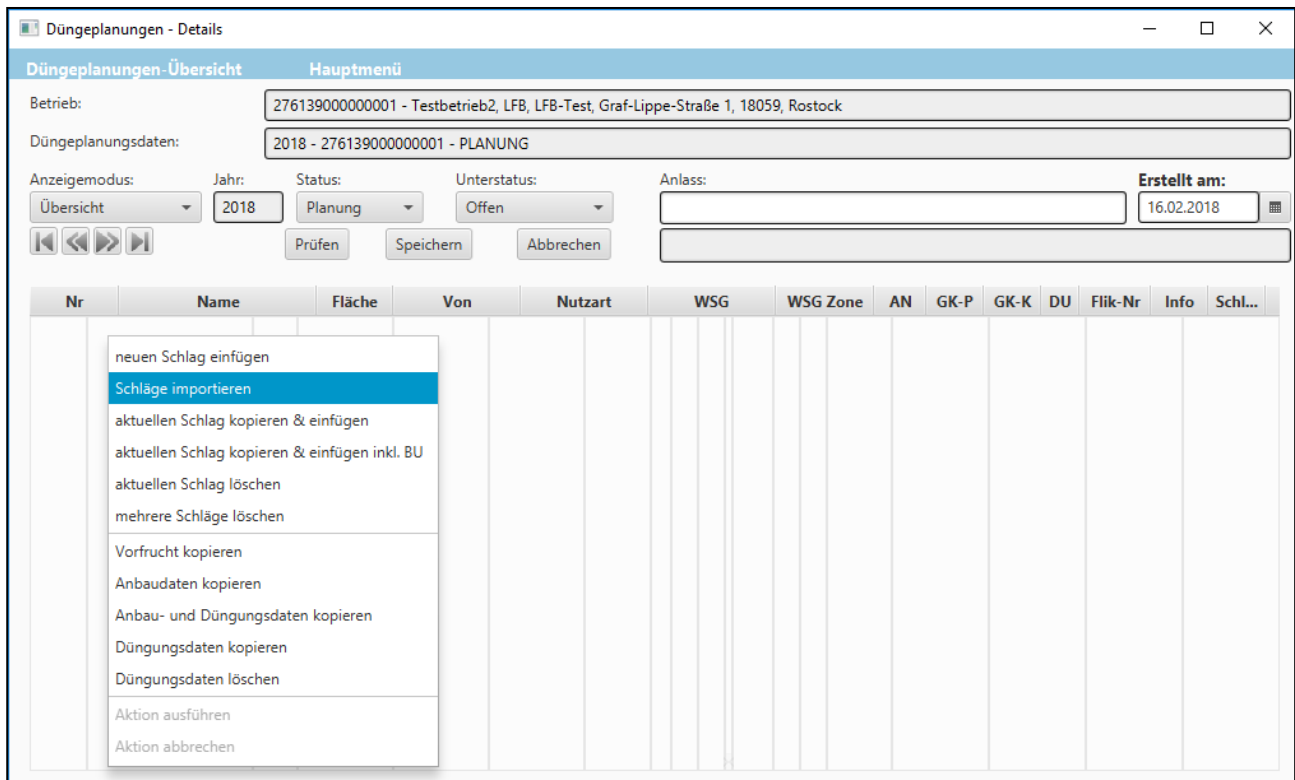 Düngeplanungen - Details
Düngeplanungen-Übersicht Hauptmenü
Betrieb: 276139000000001 - Testbetrieb2, LFB, LFB-Test, Graf-Lippe-Straße 1, 18059, Rostock
Düngeplanungsdaten: 2018 - 276139000000001 - PLANUNG
Anzeigemodus: Jahr: Status: Unterstatus: Anlass: Erstellt am:
Übersicht 2018 Planung Offen 16.02.2018
Prüfen Speichern Abbrechen
Nr Name Fläche Von Nutzart WSG WSG Zone AN GK-P GK-K DU Flik-Nr Info Schl...
neuen Schlag einfügen
Schläge importieren
aktuellen Schlag kopieren & einfügen
aktuellen Schlag kopieren & einfügen inkl. BU
aktuellen Schlag löschen
mehrere Schläge löschen
Vorfrucht kopieren
Anbaudaten kopieren
Anbau- und Düngungsdaten kopieren
Düngungsdaten kopieren
Düngungsdaten löschen
Aktion ausführen
Aktion abbrechen